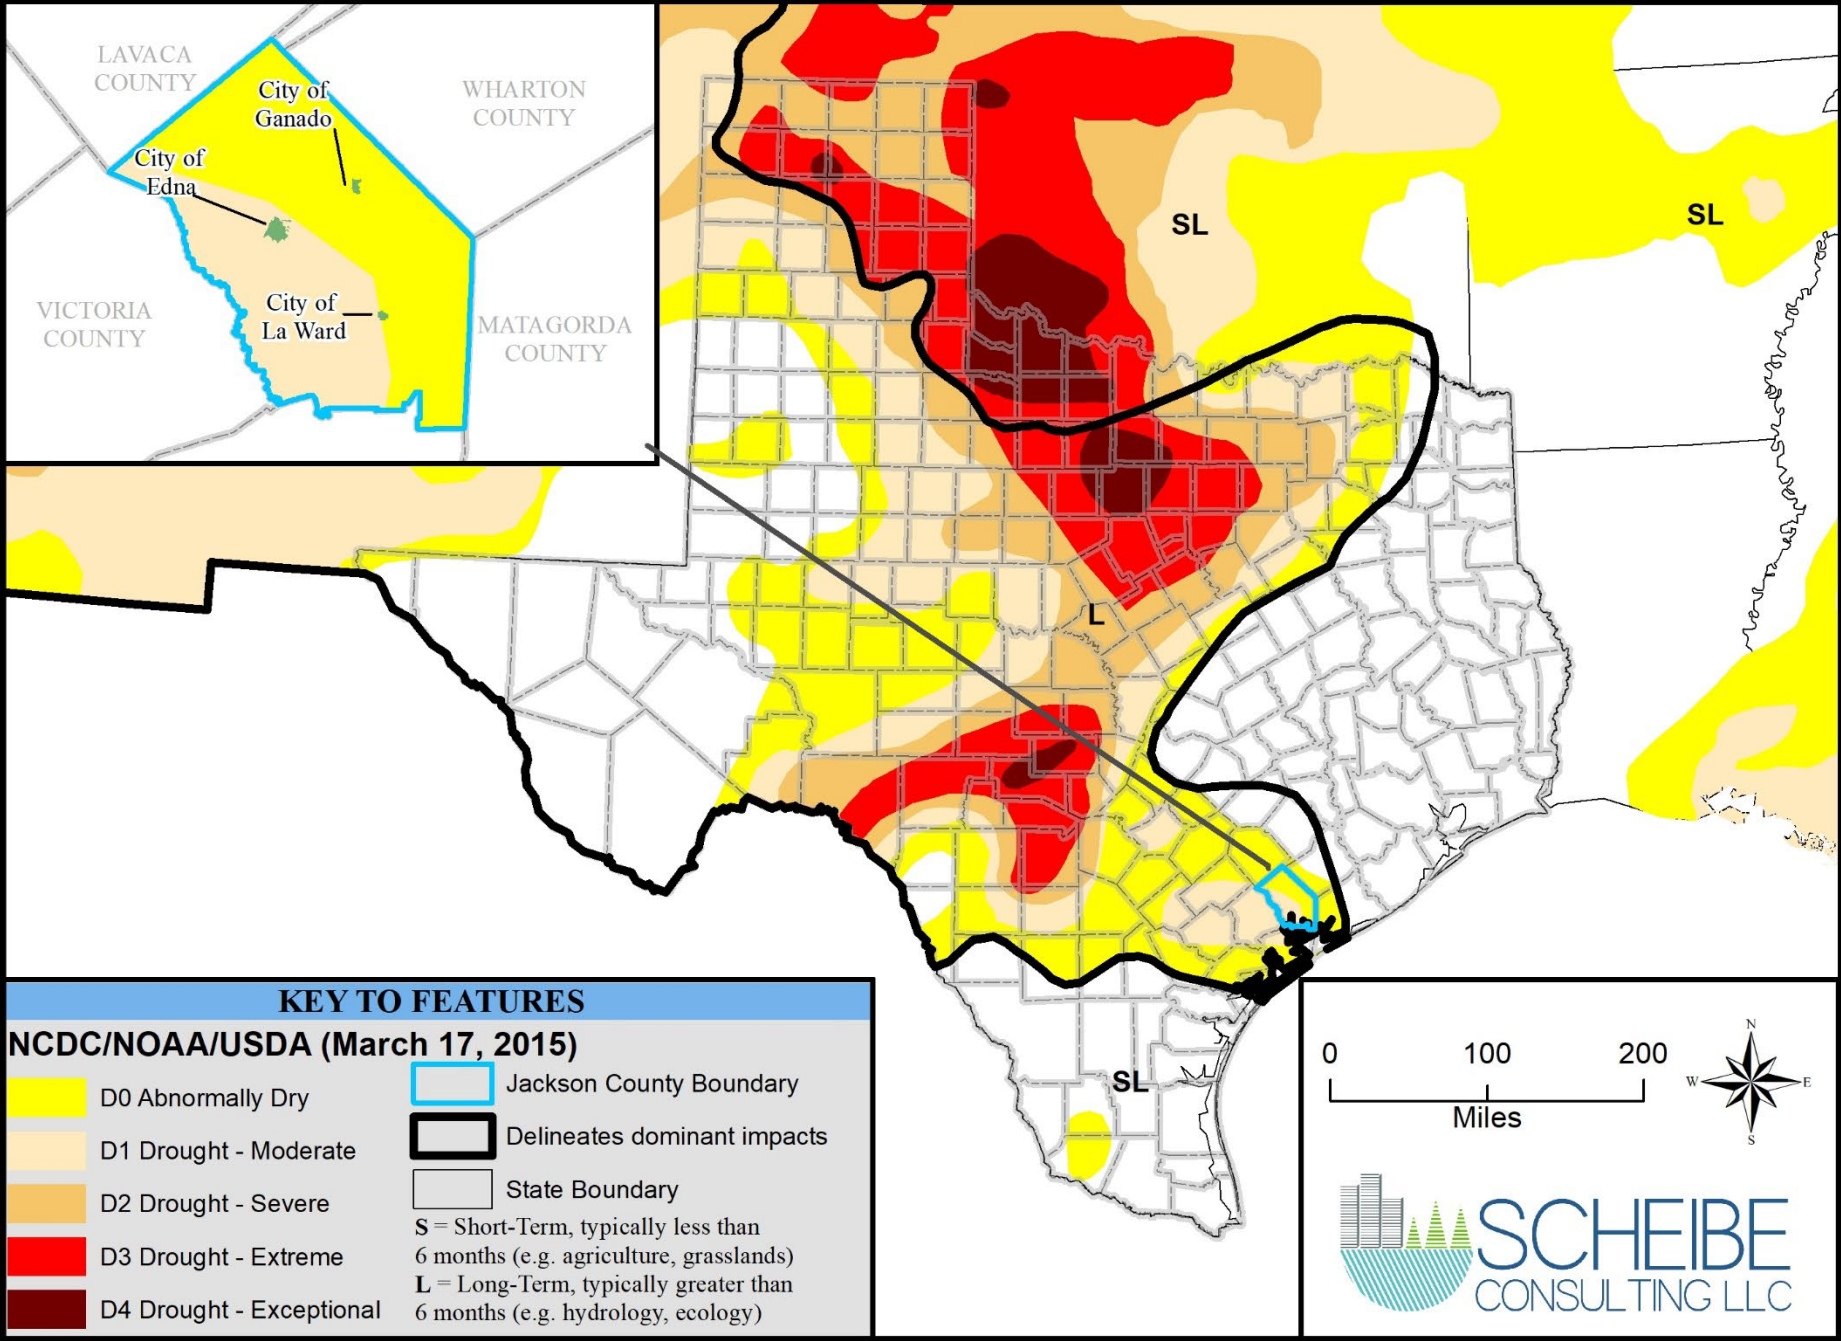 LAVACA
COUNTY
WHARTON
COUNTY
City of
Ganado
City of
Edna
City of
La Ward
VICTORIA
COUNTY
MATAGORDA
COUNTY
SL
SL
L
SL
KEY TO FEATURES
NCDC/NOAA/USDA (March 17, 2015)
D0 Abnormally Dry
D1 Drought - Moderate
D2 Drought - Severe
D3 Drought - Extreme
D4 Drought - Exceptional
Jackson County Boundary
Delineates dominant impacts
State Boundary
S = Short-Term, typically less than
6 months (e.g. agriculture, grasslands)
L = Long-Term, typically greater than
6 months (e.g. hydrology, ecology)
0 100 200
Miles
N
W E
S
SCHEIBE
CONSULTING LLC